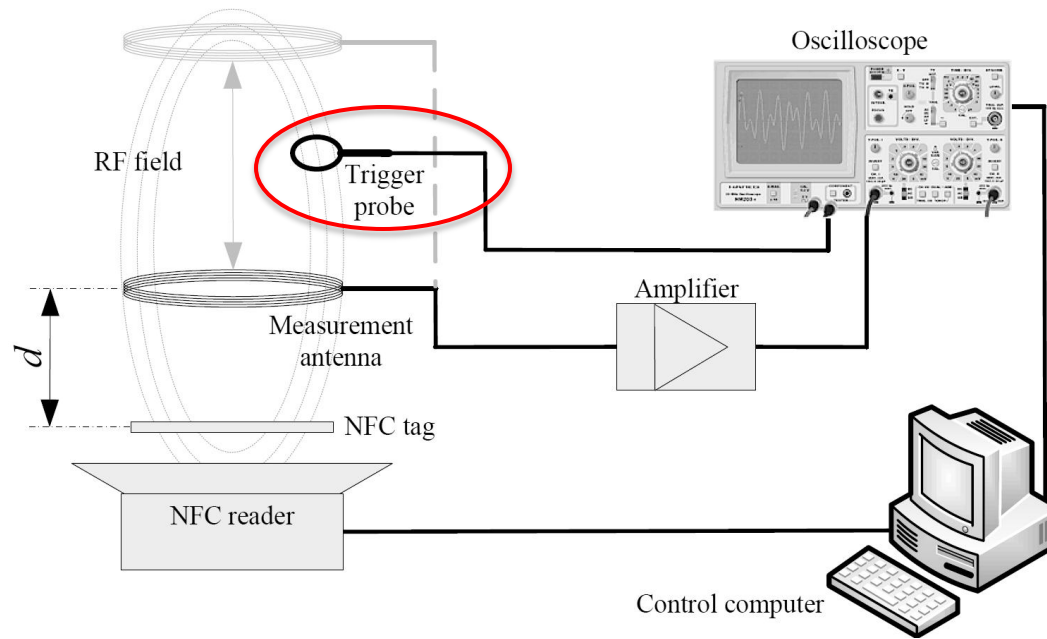 Oscilloscope
RF field
Trigger
probe
Amplifier
Measurement
antenna
d
NFC tag
NFC reader
Control computer